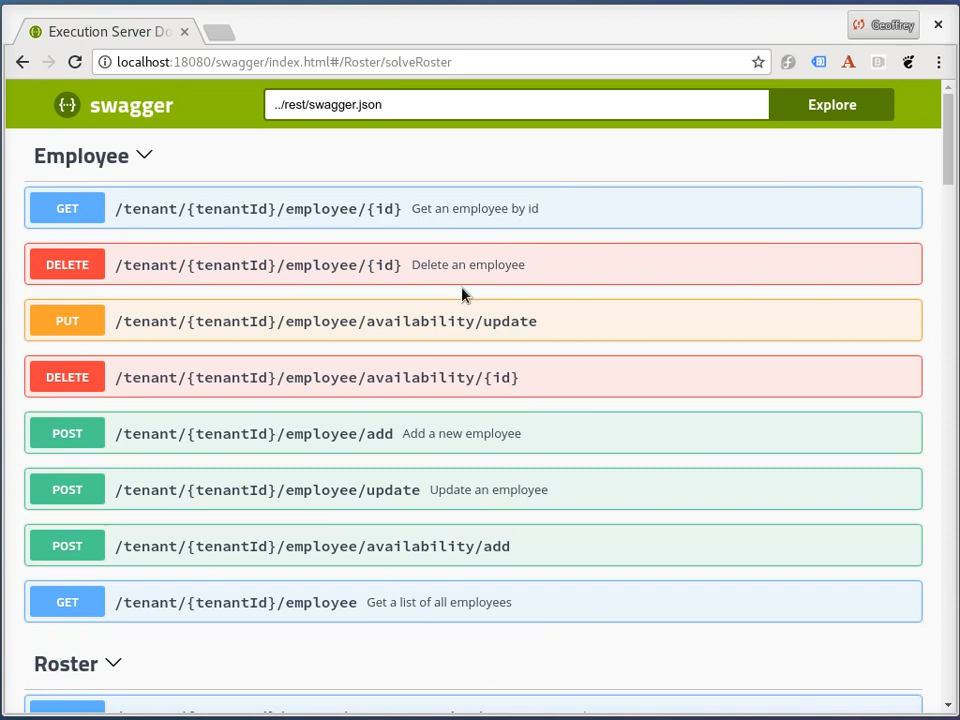 Execution Server Do
Geoffrey
localhost:18080/swagger/index.html#/Roster/solveRoster
swagger
../rest/swagger.json
Explore
Employee
GET /tenant/{tenantId}/employee/{id} Get an employee by id
DELETE /tenant/{tenantId}/employee/{id} Delete an employee
PUT /tenant/{tenantId}/employee/availability/update
DELETE /tenant/{tenantId}/employee/availability/{id}
POST /tenant/{tenantId}/employee/add Add a new employee
POST /tenant/{tenantId}/employee/update Update an employee
POST /tenant/{tenantId}/employee/availability/add
GET /tenant/{tenantId}/employee Get a list of all employees
Roster